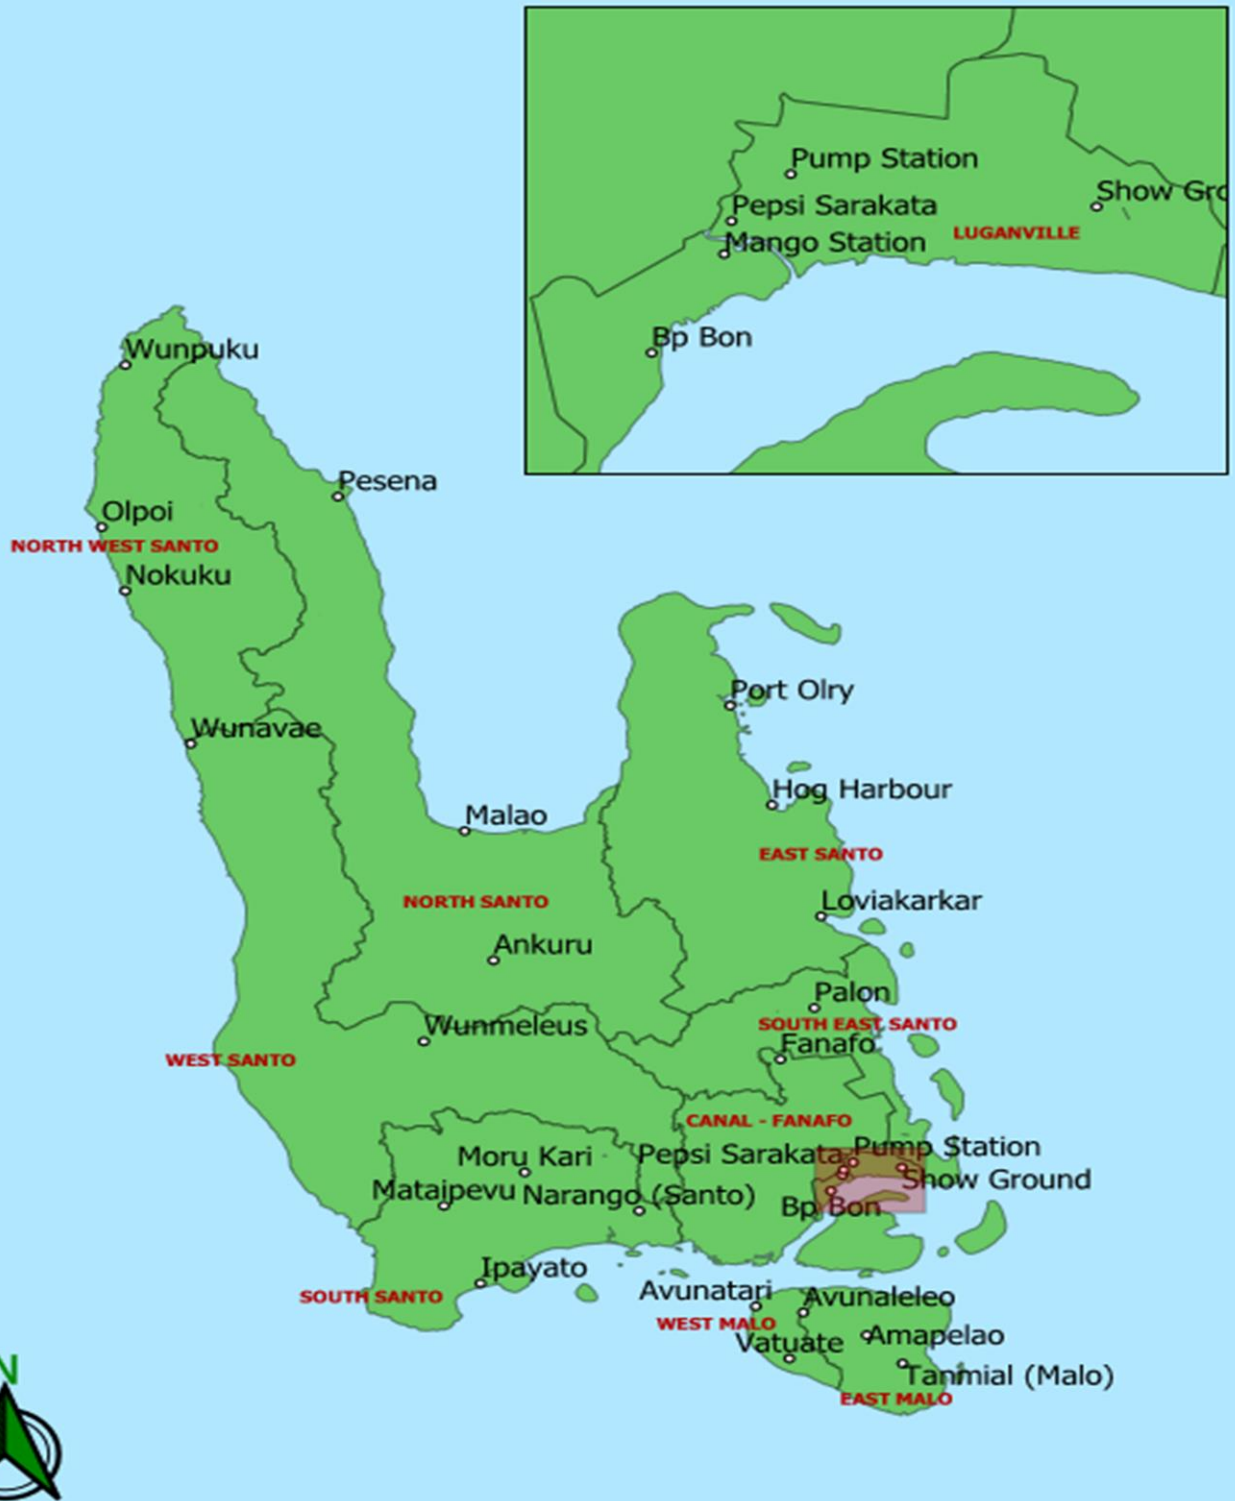 Pump Station
Show Gro
Pepsi Sarakata
LUGANVILLE
Mango Station
Bp Bon
Wunpuku
Pesena
Olpoi
NORTH WEST SANTO
Nokuku
Port Olry
Wunavae
Hog Harbour
Malao
EAST SANTO
NORTH SANTO
Loviakarkar
Ankuru
Palon
Wunmeleus
SOUTH EAST SANTO
Fanafo
WEST SANTO
CANAL - FANAFO
Moru Kari
Pepsi Sarakata
Pump Station
Show Ground
Mataipevu
Narango (Santo)
Bp Bon
Ipayato
SOUTH SANTO
Avunatari
Avunaleleo
WEST MALO
Vatuate
Amapelao
Tanmial (Malo)
EAST MALO
N